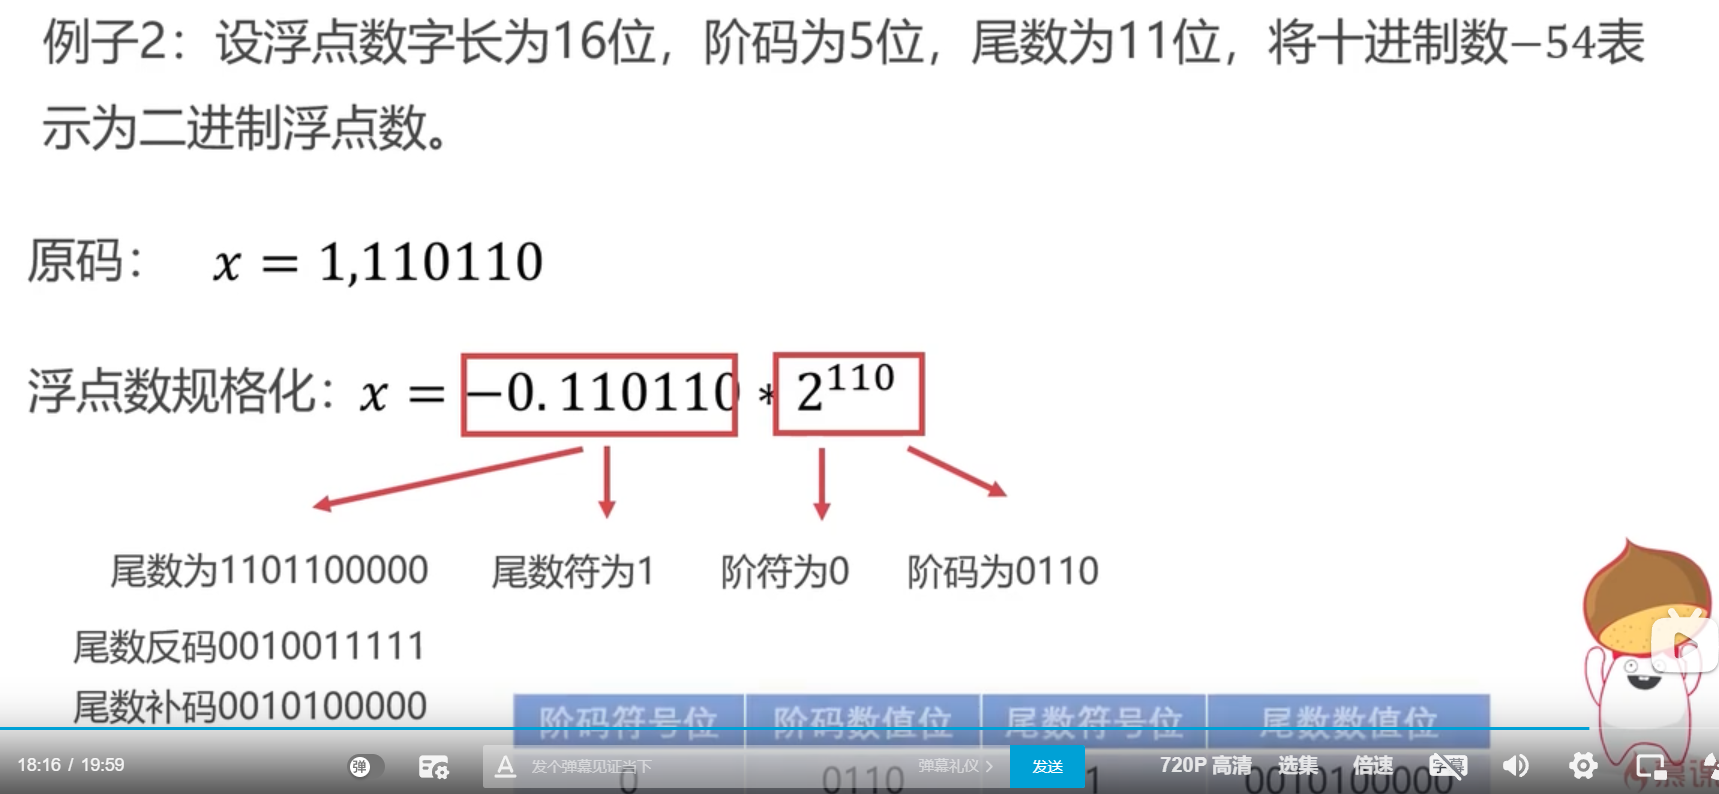 例子2：设浮点数字长为16位，阶码为5位，尾数为11位，将十进制数−54表
示为二进制浮点数。
原码： x = 1,110110
浮点数规格化：x = −0.110110 * 2^110
尾数为1101100000 尾数符为1 阶符为0 阶码为0110
尾数反码0010011111
尾数补码0010100000
阶码符号位 阶码数值位 尾数符号位 尾数数值位
0 0110 1 0010100000
18:16 / 19:59 弹 A 发个弹幕见证当下 弹幕礼仪 > 发送 720P 高清 选集 倍速 字幕
慕课